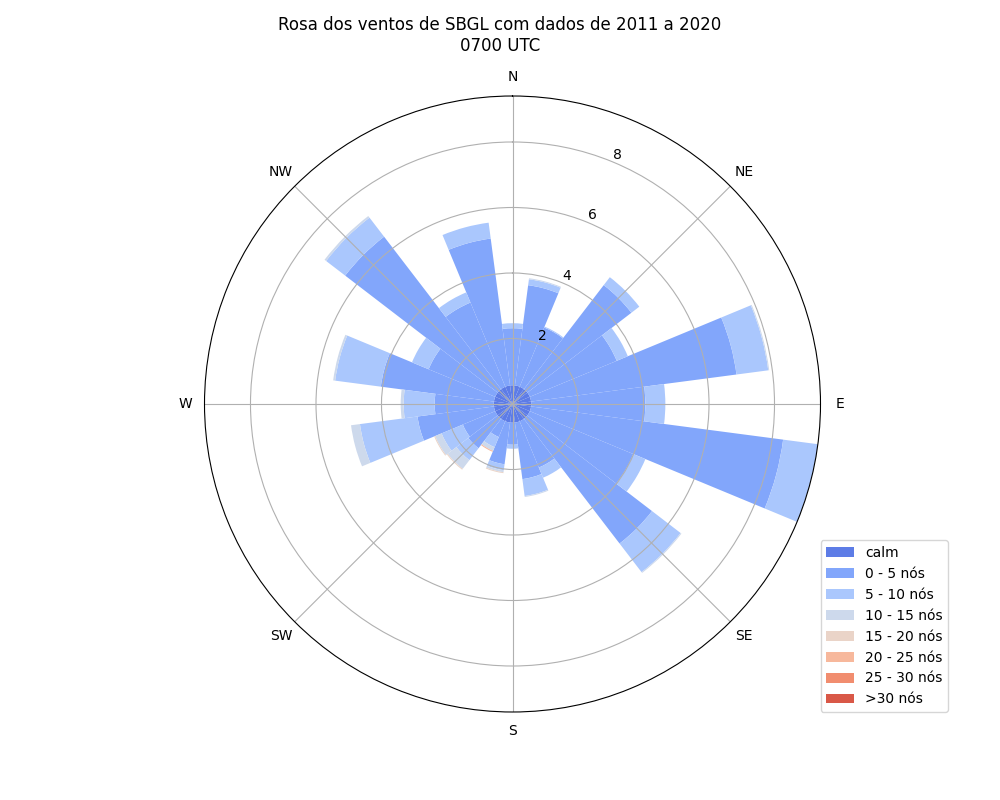 Rosa dos ventos de SBGL com dados de 2011 a 2020
0700 UTC
N
NW
NE
8
6
4
2
W
E
SW
SE
S
calm
0 - 5 nós
5 - 10 nós
10 - 15 nós
15 - 20 nós
20 - 25 nós
25 - 30 nós
>30 nós